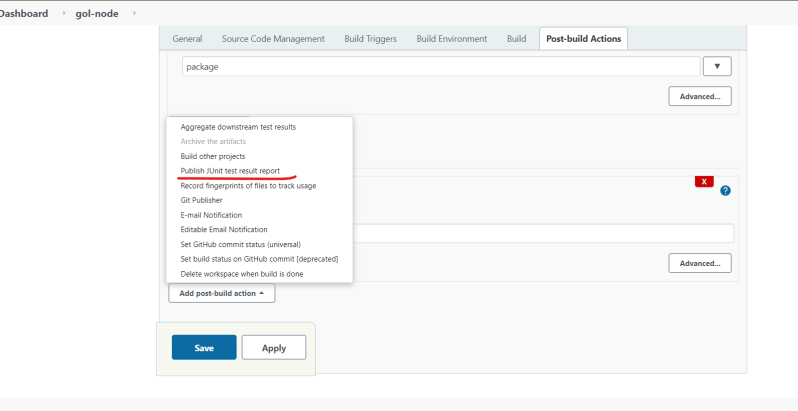 Dashboard gol-node
General Source Code Management Build Triggers Build Environment Build Post-build Actions
package
Advanced...
Aggregate downstream test results
Archive the artifacts
Build other projects
Publish JUnit test result report
Record fingerprints of files to track usage
X
?
Git Publisher
E-mail Notification
Editable Email Notification
Set GitHub commit status (universal)
Set build status on GitHub commit [deprecated]
Advanced...
Delete workspace when build is done
Add post-build action
Save Apply